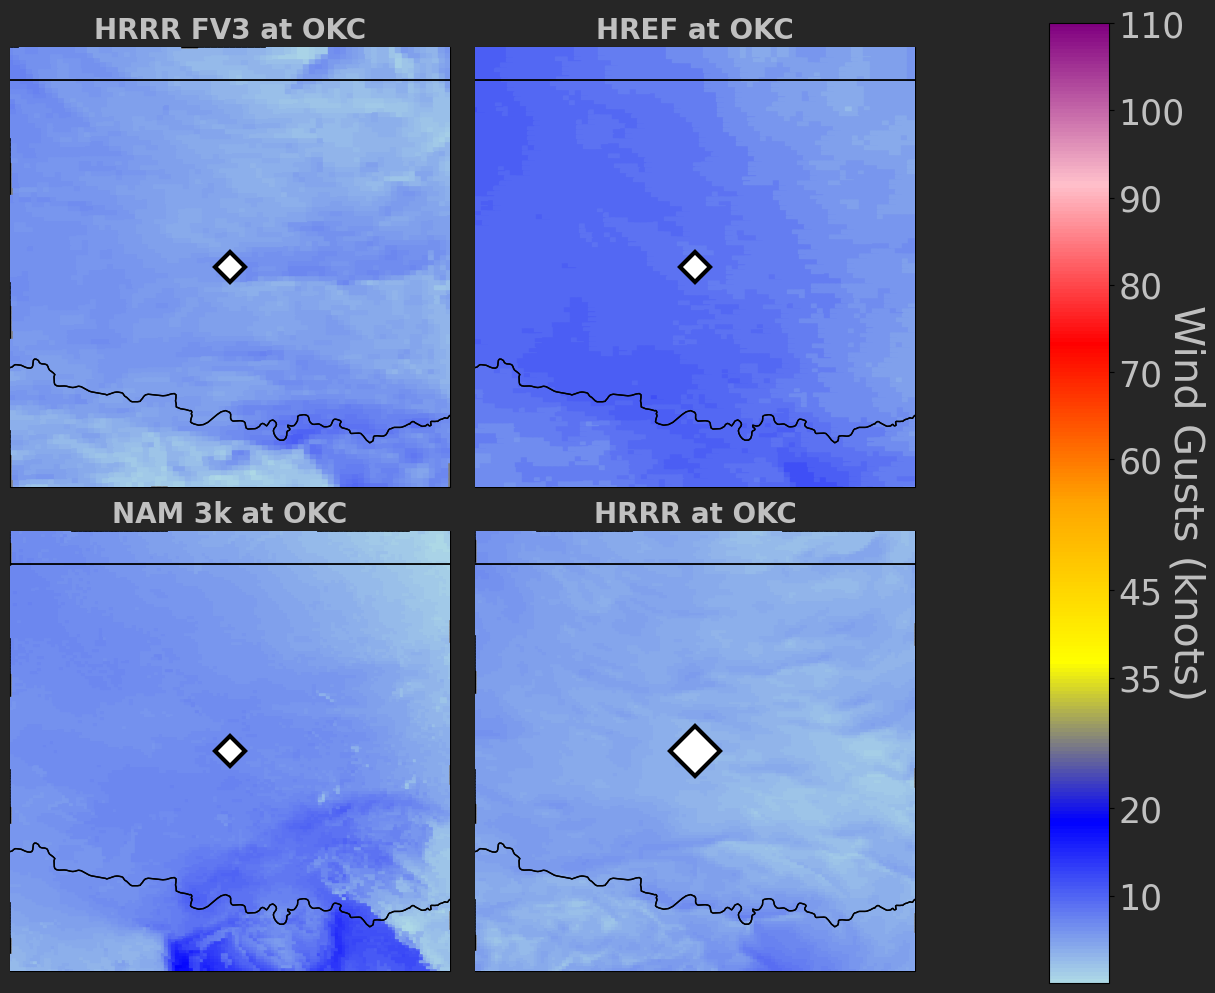 HRRR FV3 at OKC
HREF at OKC
NAM 3k at OKC
HRRR at OKC
110
100
90
80
70
60
45
35
20
10
Wind Gusts (knots)